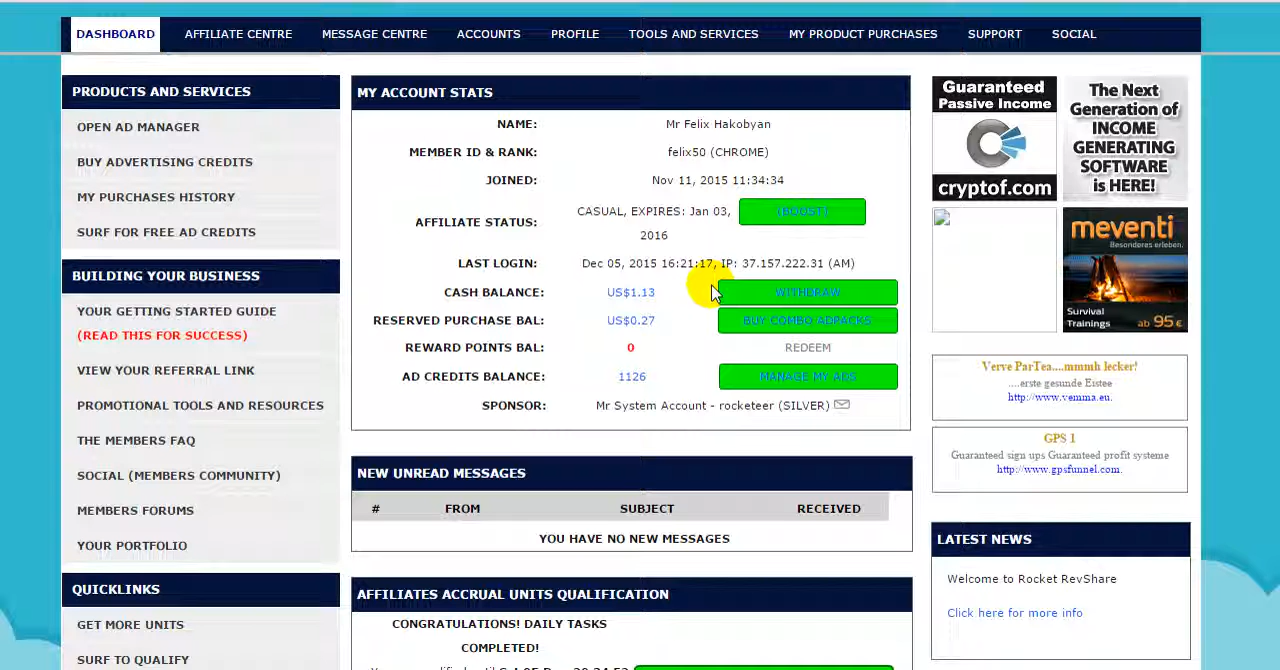 DASHBOARD AFFILIATE CENTRE MESSAGE CENTRE ACCOUNTS PROFILE TOOLS AND SERVICES MY PRODUCT PURCHASES SUPPORT SOCIAL
PRODUCTS AND SERVICES
OPEN AD MANAGER
BUY ADVERTISING CREDITS
MY PURCHASES HISTORY
SURF FOR FREE AD CREDITS
BUILDING YOUR BUSINESS
YOUR GETTING STARTED GUIDE
(READ THIS FOR SUCCESS)
VIEW YOUR REFERRAL LINK
PROMOTIONAL TOOLS AND RESOURCES
THE MEMBERS FAQ
SOCIAL (MEMBERS COMMUNITY)
MEMBERS FORUMS
YOUR PORTFOLIO
QUICKLINKS
GET MORE UNITS
SURF TO QUALIFY
MY ACCOUNT STATS
NAME: Mr Felix Hakobyan
MEMBER ID & RANK: felix50 (CHROME)
JOINED: Nov 11, 2015 11:34:34
AFFILIATE STATUS: CASUAL, EXPIRES: Jan 03, 2016 (BOOST)
LAST LOGIN: Dec 05, 2015 16:21:17, IP: 37.157.222.31 (AM)
CASH BALANCE: US$1.13 WITHDRAW
RESERVED PURCHASE BAL: US$0.27 BUY COMBO ADPACKS
REWARD POINTS BAL: 0 REDEEM
AD CREDITS BALANCE: 1126 MANAGE MY ADS
SPONSOR: Mr System Account - rocketeer (SILVER)
NEW UNREAD MESSAGES
# FROM SUBJECT RECEIVED
YOU HAVE NO NEW MESSAGES
AFFILIATES ACCRUAL UNITS QUALIFICATION
CONGRATULATIONS! DAILY TASKS
COMPLETED!
Guaranteed
Passive Income
cryptof.com
The Next
Generation of
INCOME
GENERATING
SOFTWARE
is HERE!
meventi
Besonderes erleben.
Survival
Trainings ab 95€
Verve ParTea....mmmh lecker!
....erste gesunde Eistee
http://www.vemma.eu.
GPS 1
Guaranteed sign ups Guaranteed profit systeme
http://www.gpsfunnel.com.
LATEST NEWS
Welcome to Rocket RevShare
Click here for more info